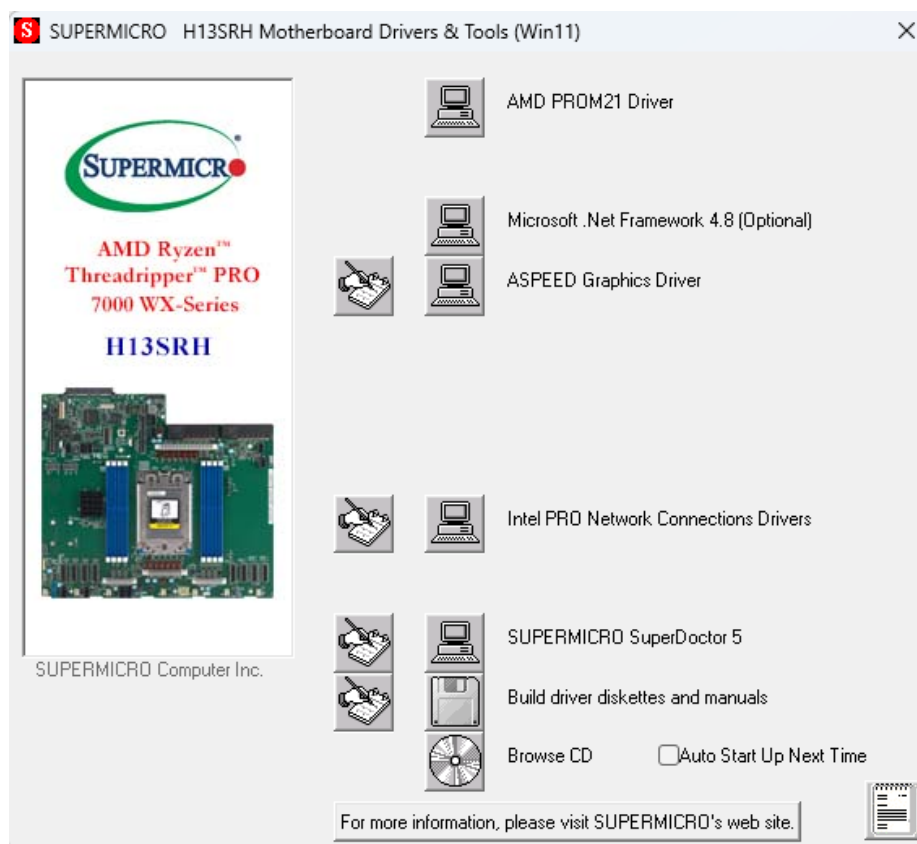 SUPERMICRO H13SRH Motherboard Drivers & Tools (Win11)
SUPERMICRO
AMD Ryzen™
Threadripper™ PRO
7000 WX-Series
H13SRH
SUPERMICRO Computer Inc.
AMD PROM21 Driver
Microsoft .Net Framework 4.8 (Optional)
ASPEED Graphics Driver
Intel PRO Network Connections Drivers
SUPERMICRO SuperDoctor 5
Build driver diskettes and manuals
Browse CD
Auto Start Up Next Time
For more information, please visit SUPERMICRO's web site.